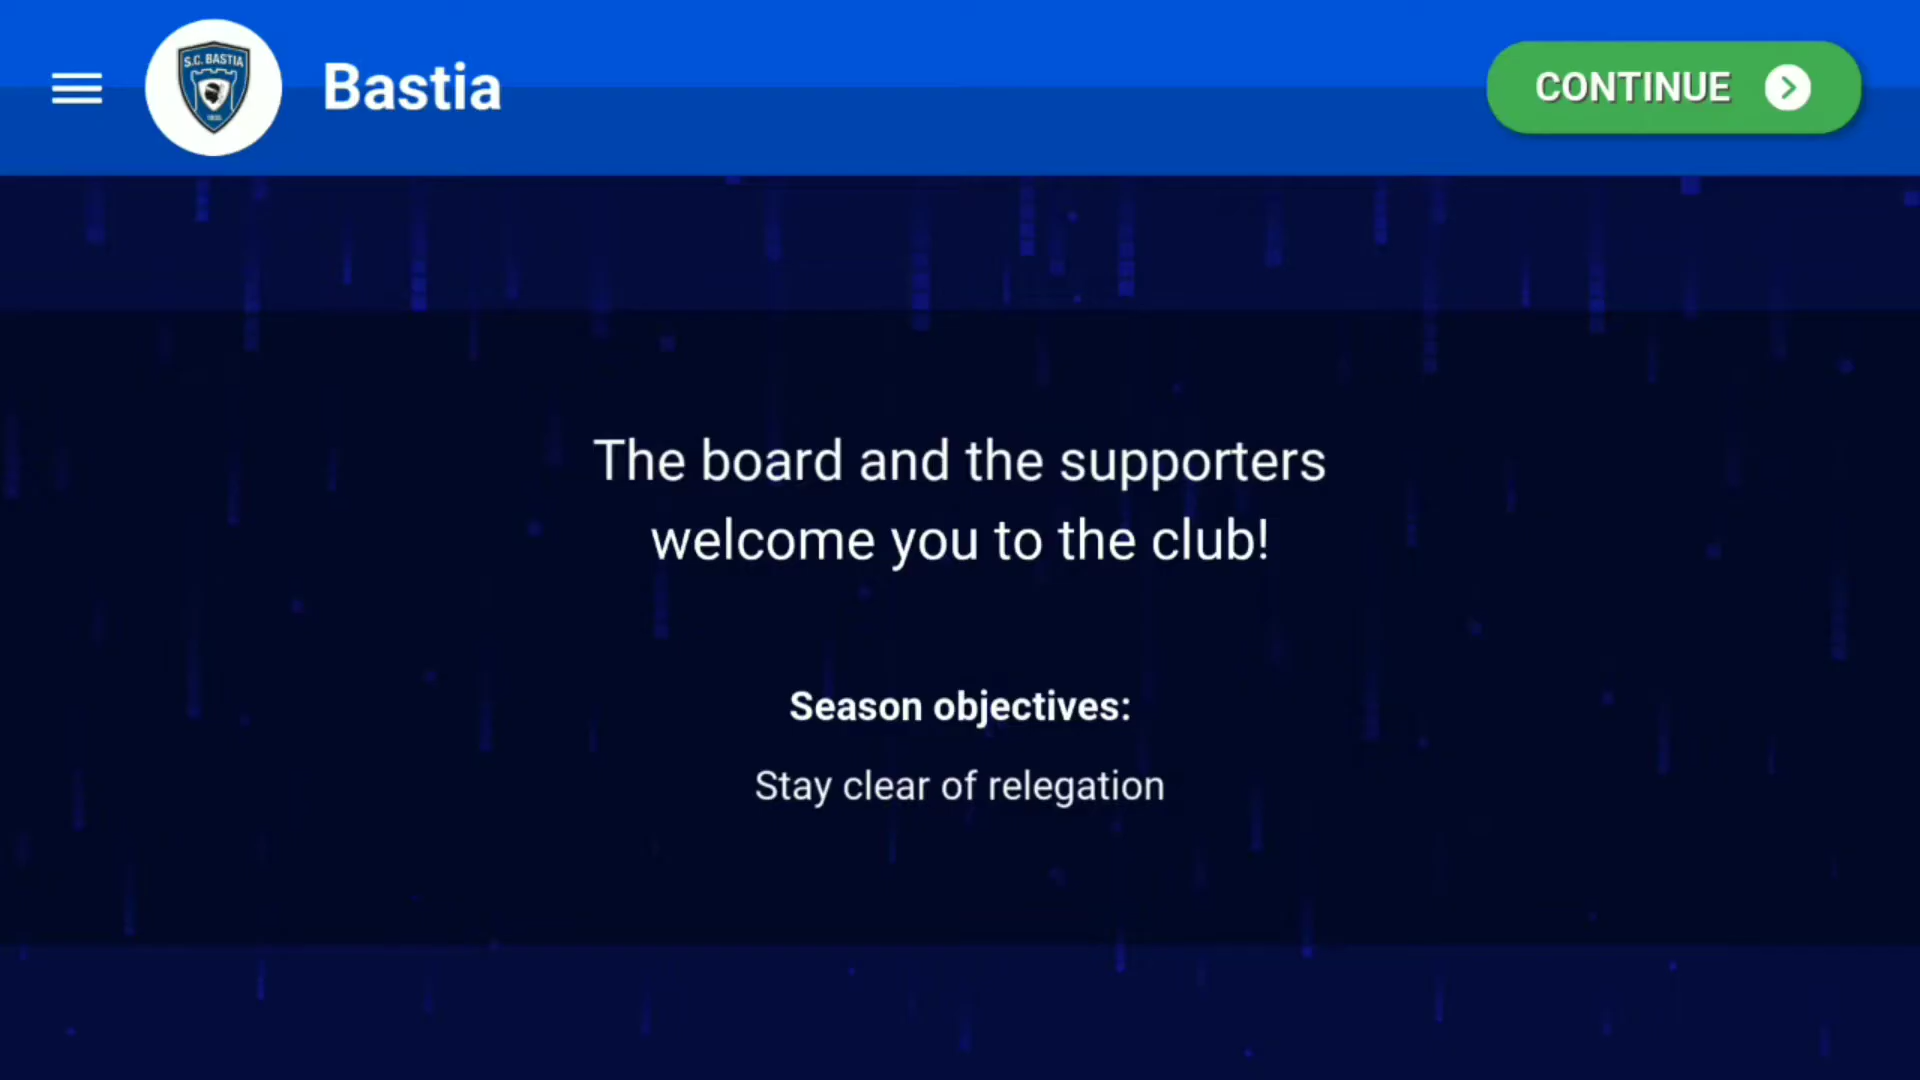 S.C. BASTIA
Bastia
CONTINUE
The board and the supporters
welcome you to the club!
Season objectives:
Stay clear of relegation